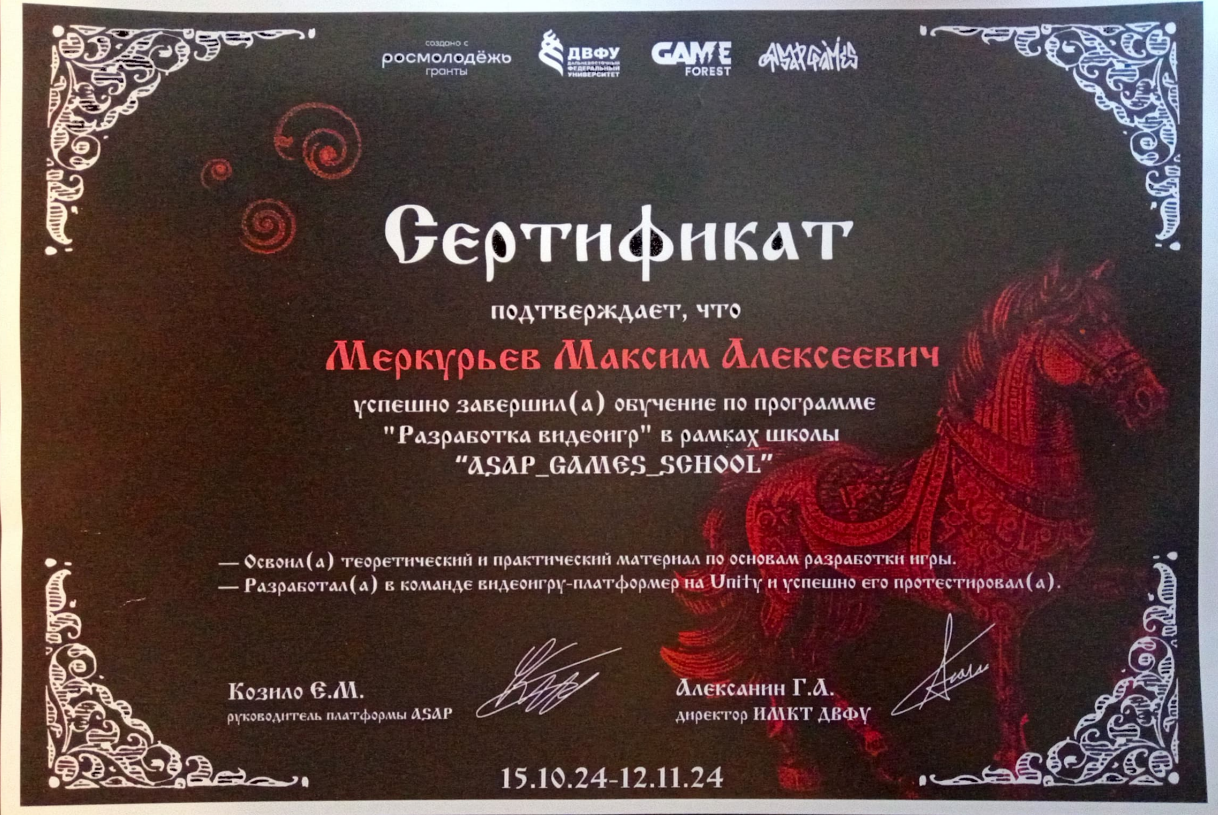 создано с
росмолодёжь
гранты
ДВФУ
ДАЛЬНЕВОСТОЧНЫЙ
ФЕДЕРАЛЬНЫЙ
УНИВЕРСИТЕТ
GAME
FOREST
ASAP GAMES
Сертификат
подтверждает, что
Меркурьев Максим Алексеевич
успешно завершил(а) обучение по программе
"Разработка видеоигр" в рамках школы
“ASAP_GAMES_SCHOOL”
— Освоил(а) теоретический и практический материал по основам разработки игры.
— Разработал(а) в команде видеоигру-платформер на Unity и успешно его протестировал(а).
Козило Е.М.
руководитель платформы ASAP
Алексанин Г.А.
директор ИМКТ ДВФУ
15.10.24-12.11.24